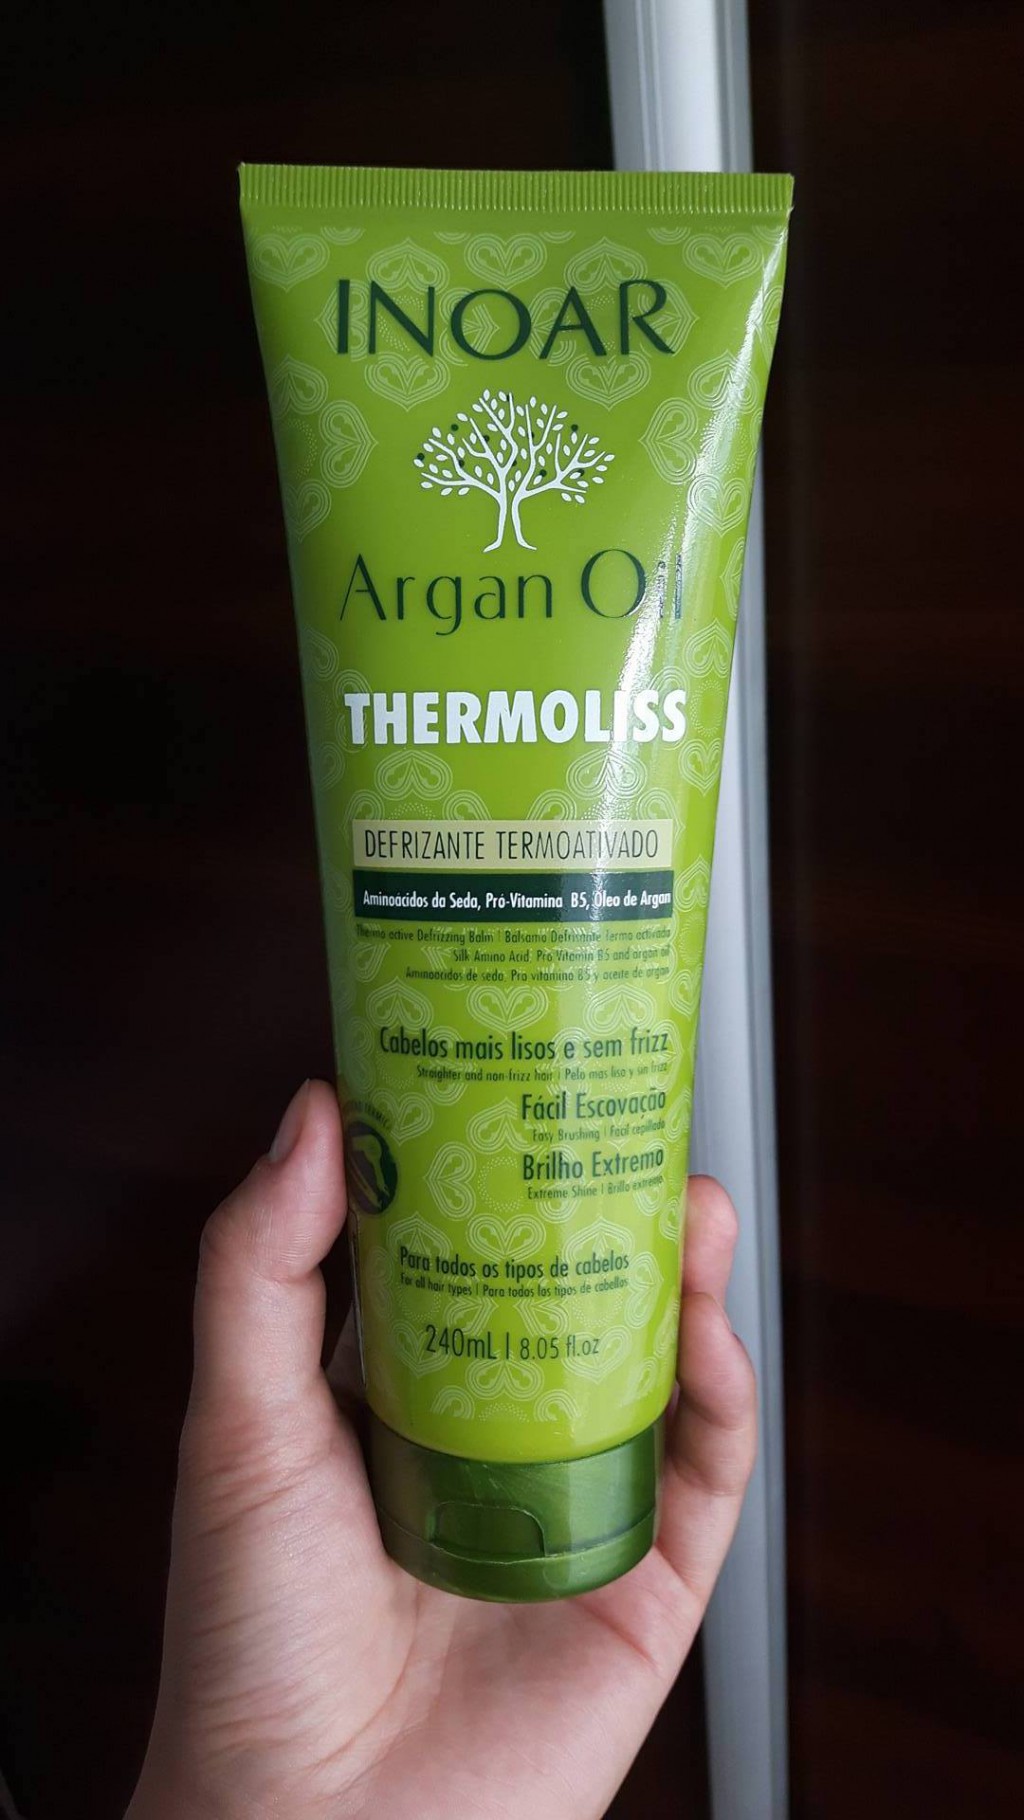 INOAR
Argan Oil
THERMOLISS
DEFRIZANTE TERMOATIVADO
Aminoácidos da Seda, Pró-Vitamina B5, Óleo de Argan
Thermo active Defrizzing Balm | Bálsamo Defrisante Termo activado
Silk Amino Acid, Pro Vitamin B5 and argan oil
Aminoácidos de seda, Pro vitamina B5 y aceite de argan
Cabelos mais lisos e sem frizz
Straighter and non-frizz hair | Pelo mas liso y sin frizz
Fácil Escovação
Easy Brushing | Facil cepillado
Brilho Extremo
Extreme Shine | Brillo extremo
Para todos os tipos de cabelos
For all hair types | Para todos los tipos de cabellos
240mL | 8.05 fl.oz